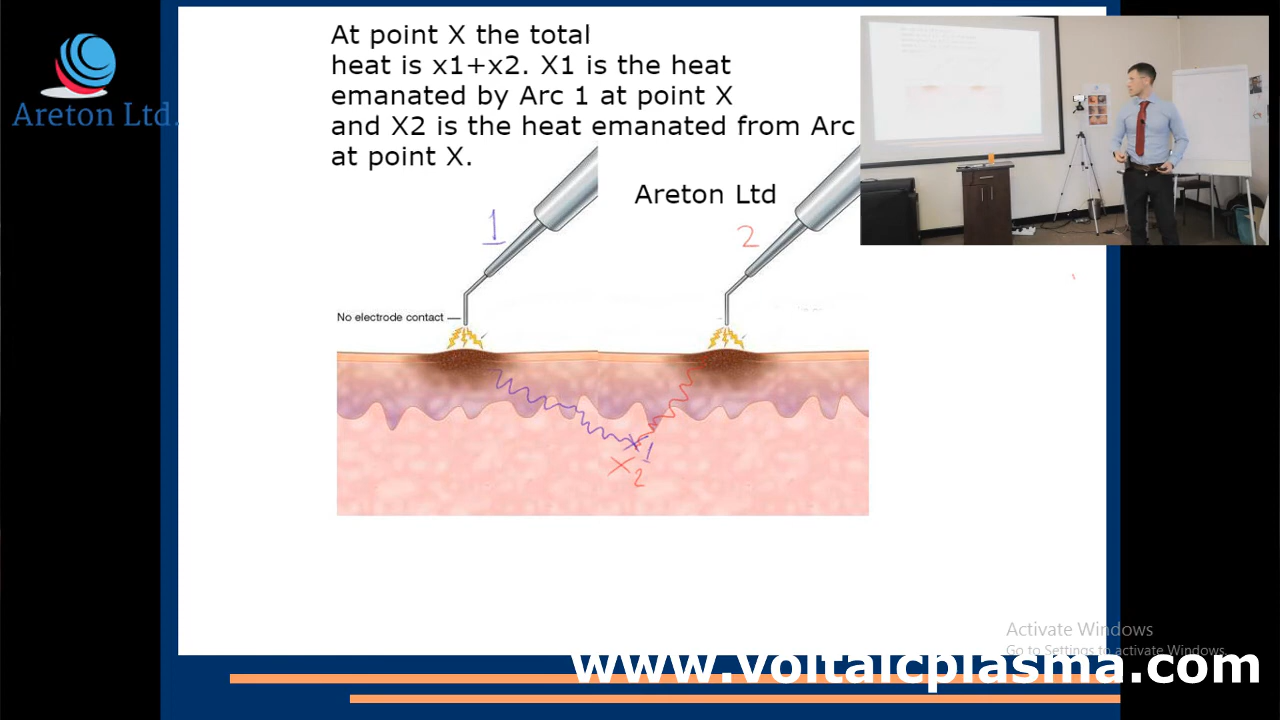 At point X the total
heat is x1+x2. X1 is the heat
emanated by Arc 1 at point X
and X2 is the heat emanated from Arc
at point X.
Areton Ltd.
Areton Ltd
1
2
No electrode contact
X1
X2
Activate Windows
Go to Settings to activate Windows.
www.voltaicplasma.com